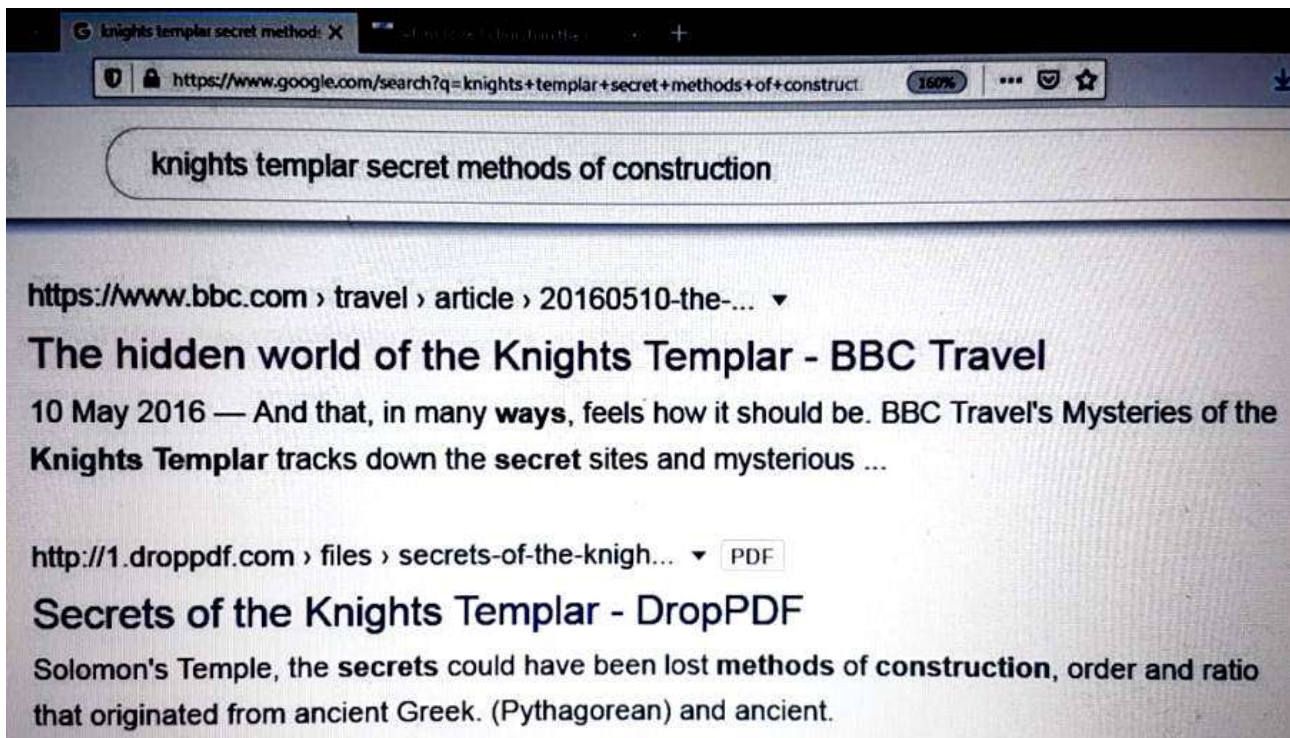 knights templar secret method: X
https://www.google.com/search?q=knights+templar+secret+methods+of+construct 160%
knights templar secret methods of construction
https://www.bbc.com › travel › article › 20160510-the-...
The hidden world of the Knights Templar - BBC Travel
10 May 2016 — And that, in many ways, feels how it should be. BBC Travel's Mysteries of the
Knights Templar tracks down the secret sites and mysterious ...
http://1.droppdf.com › files › secrets-of-the-knigh... PDF
Secrets of the Knights Templar - DropPDF
Solomon's Temple, the secrets could have been lost methods of construction, order and ratio
that originated from ancient Greek. (Pythagorean) and ancient.